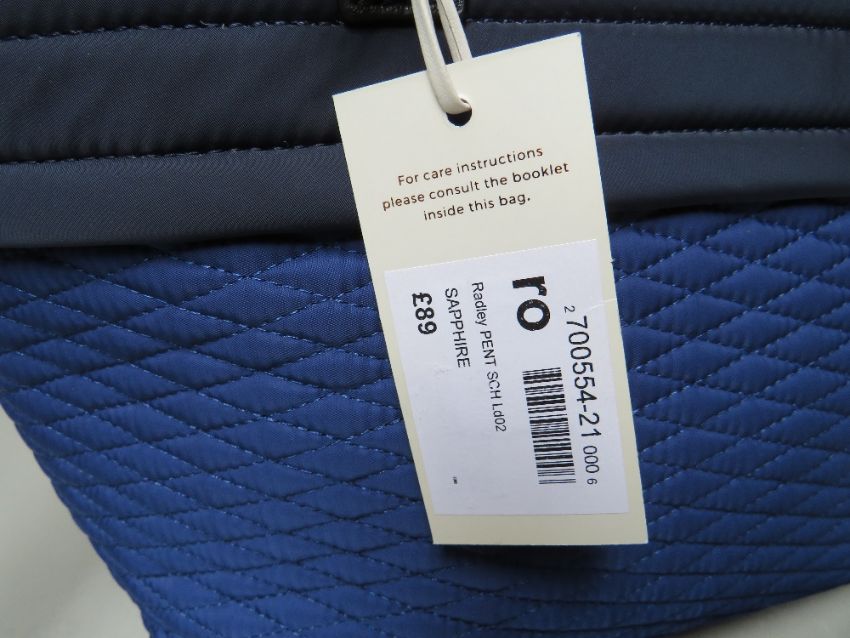 For care instructions
please consult the booklet
inside this bag.
ro
2 700554-21 000 6
Radley PENT SCH Ld02
SAPPHIRE
£89